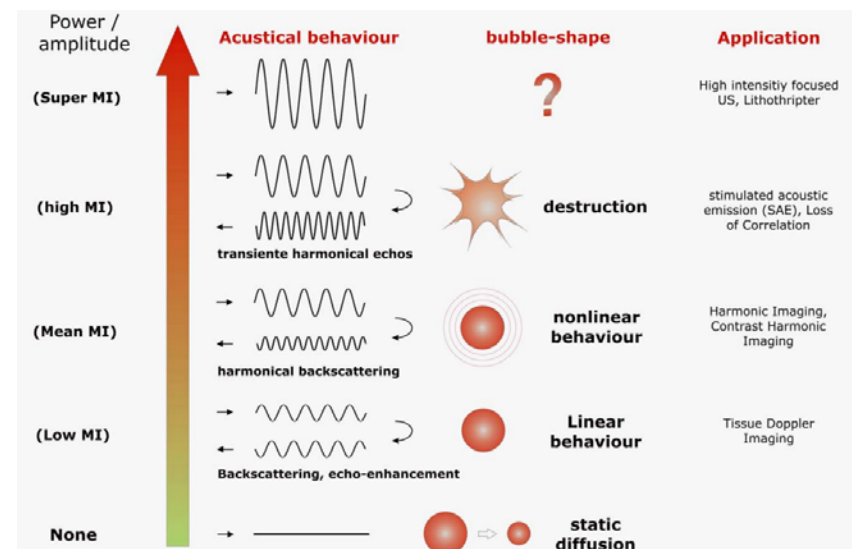 Power /
amplitude
Acustical behaviour
bubble-shape
Application
(Super MI)
?
High intensitiy focused
US, Lithothripter
(high MI)
transiente harmonical echos
destruction
stimulated acoustic
emission (SAE), Loss
of Correlation
(Mean MI)
harmonical backscattering
nonlinear
behaviour
Harmonic Imaging,
Contrast Harmonic
Imaging
(Low MI)
Backscattering, echo-enhancement
Linear
behaviour
Tissue Doppler
Imaging
None
static
diffusion